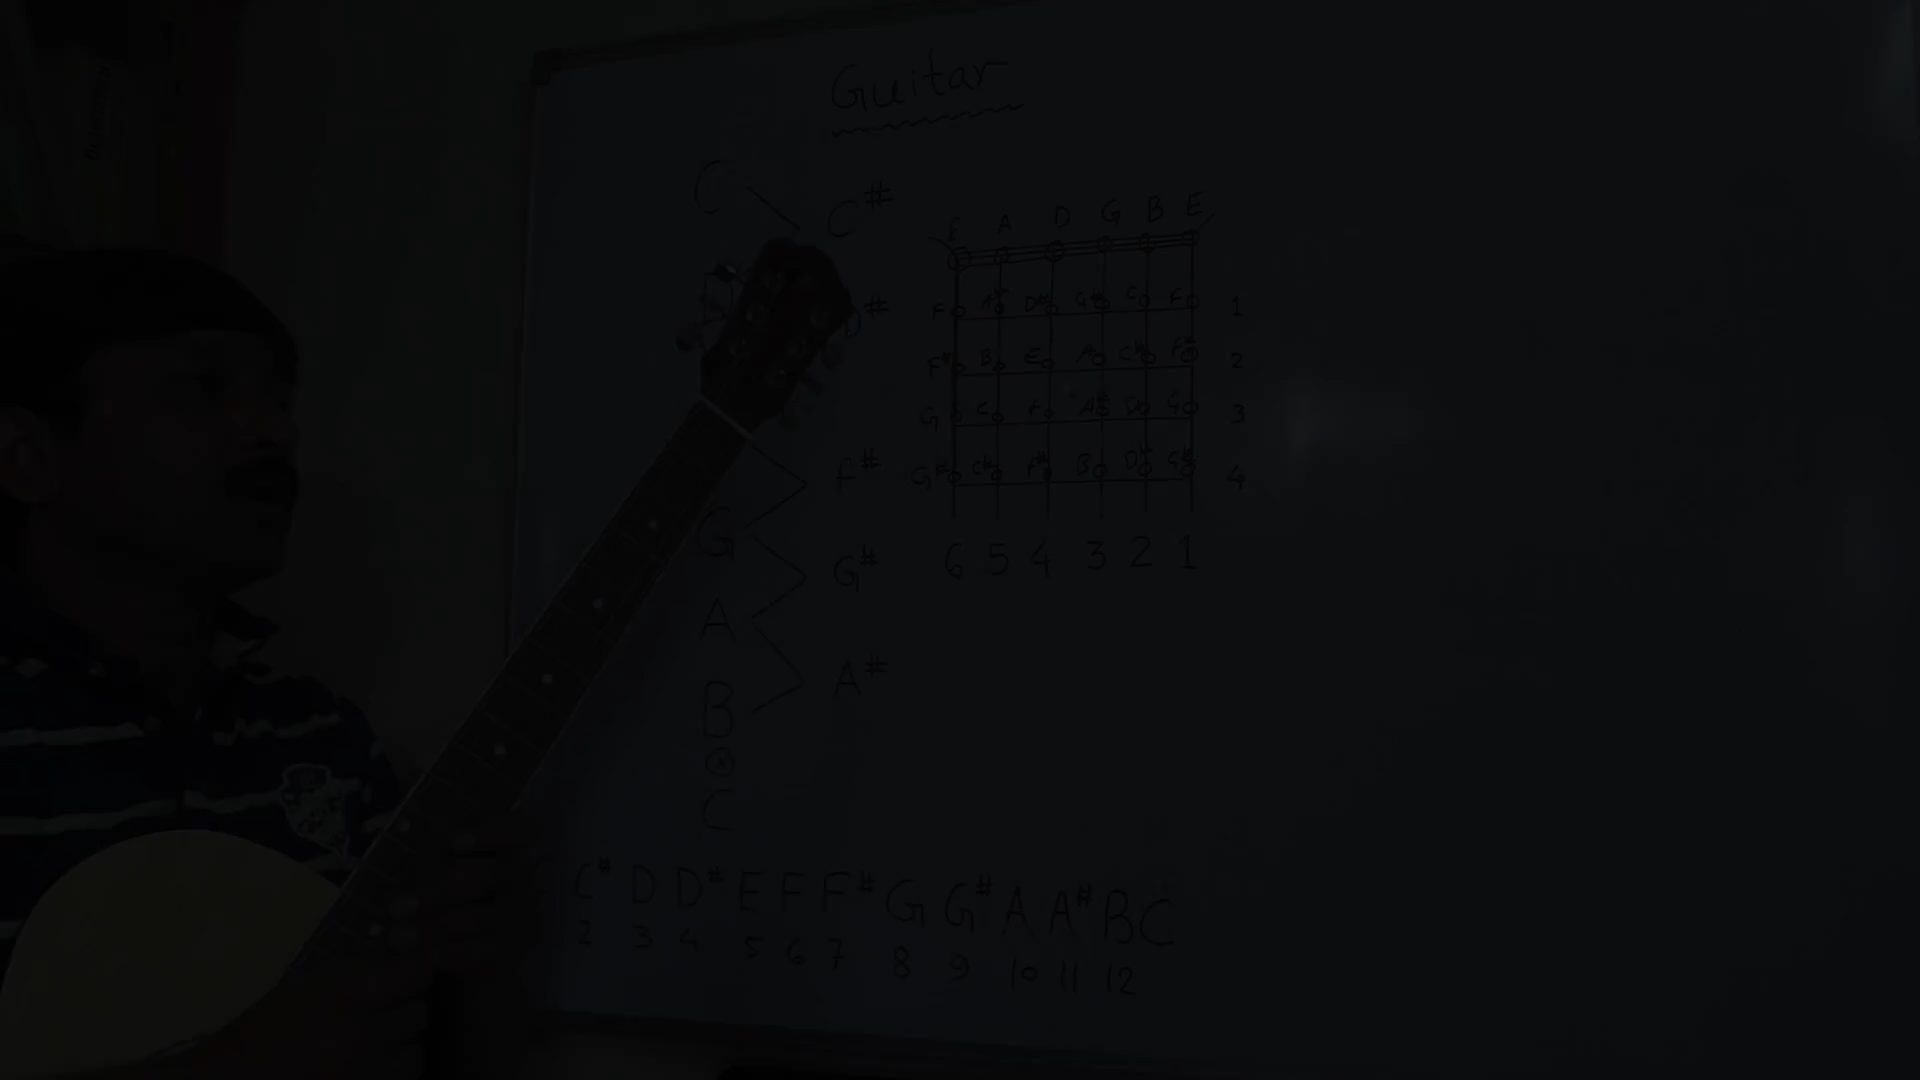 Guitar
C
C#
D
D#
F#
G
G#
A
A#
B
C
E A D G B E
F A# D# G# C F 1
F# B E A C# F# 2
G C F A# D G 3
G# C# F# B D# G# 4
6 5 4 3 2 1
C# D D# E F F# G G# A A# B C
2 3 4 5 6 7 8 9 10 11 12